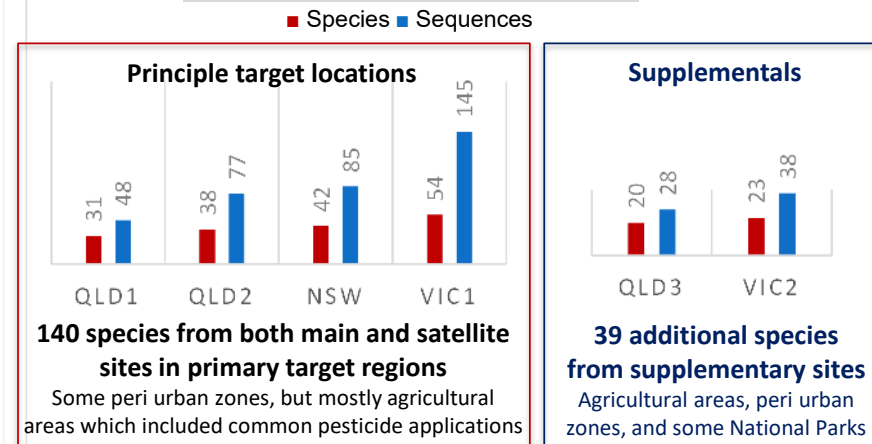 Species Sequences
Principle target locations
31 48 38 77 42 85 54 145
QLD1 QLD2 NSW VIC1
140 species from both main and satellite
sites in primary target regions
Some peri urban zones, but mostly agricultural
areas which included common pesticide applications
Supplementals
20 28 23 38
QLD3 VIC2
39 additional species
from supplementary sites
Agricultural areas, peri urban
zones, and some National Parks